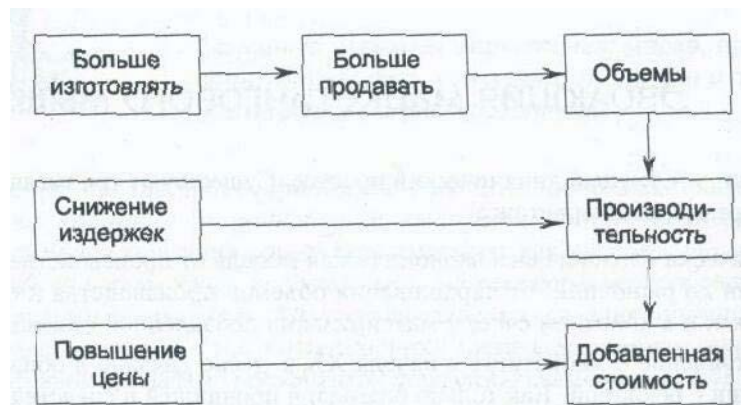 Больше
изготовлять
Больше
продавать
Объемы
Снижение
издержек
Производи-
тельность
Повышение
цены
Добавленная
стоимость